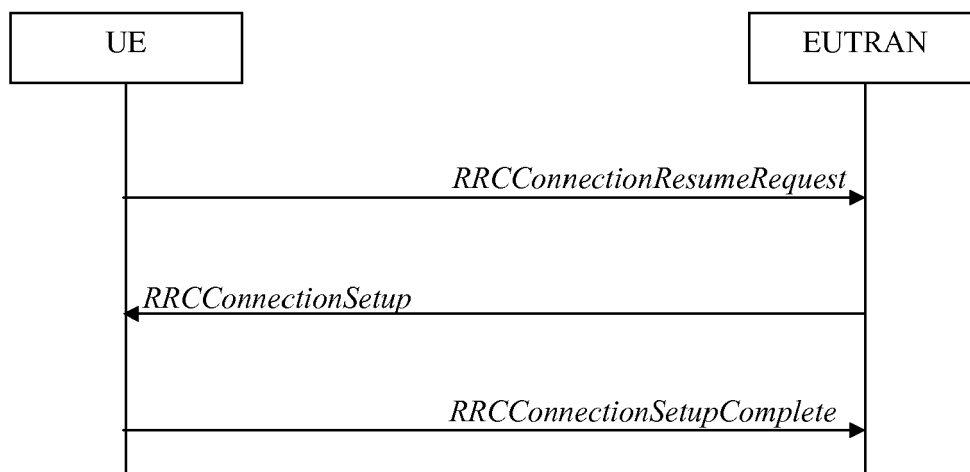 UE
EUTRAN
RRCConnectionResumeRequest
RRCConnectionSetup
RRCConnectionSetupComplete